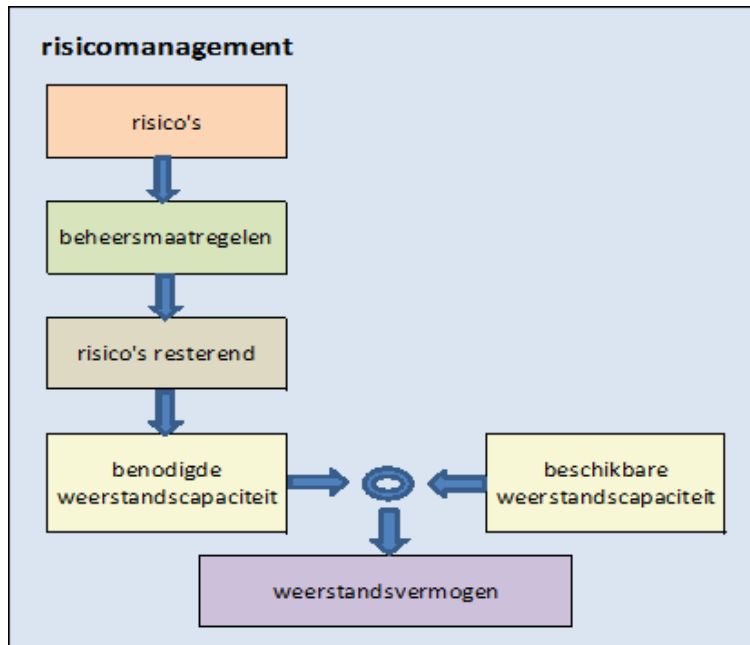 risicomanagement
risico's
beheersmaatregelen
risico's resterend
benodigde
weerstandscapaciteit
beschikbare
weerstandscapaciteit
weerstandsvermogen